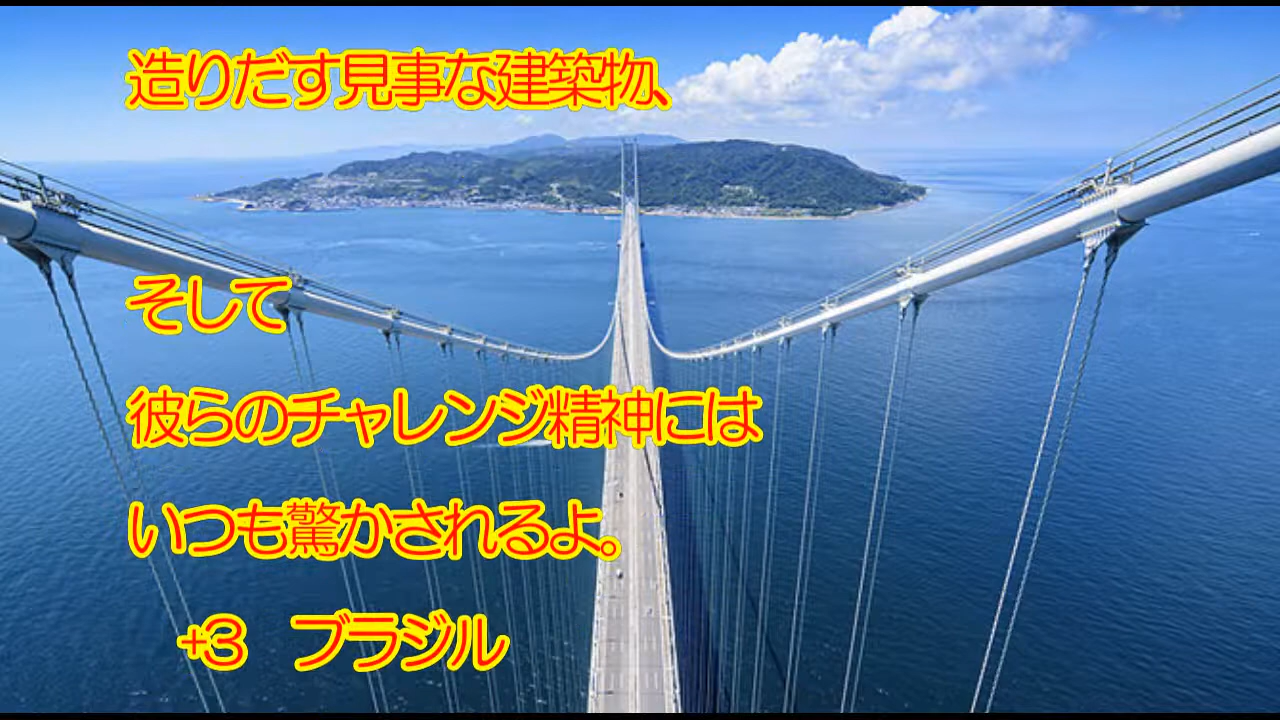 造りだす見事な建築物、
そして
彼らのチャレンジ精神には
いつも驚かされるよ。
+3　ブラジル